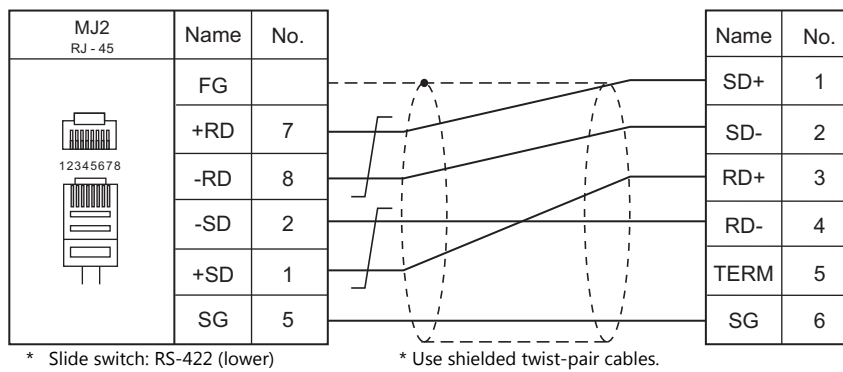 MJ2 Name No. Name No.
RJ - 45
FG SD+ 1
+RD 7 SD- 2
12345678
-RD 8 RD+ 3
-SD 2 RD- 4
+SD 1 TERM 5
SG 5 SG 6
* Slide switch: RS-422 (lower) * Use shielded twist-pair cables.